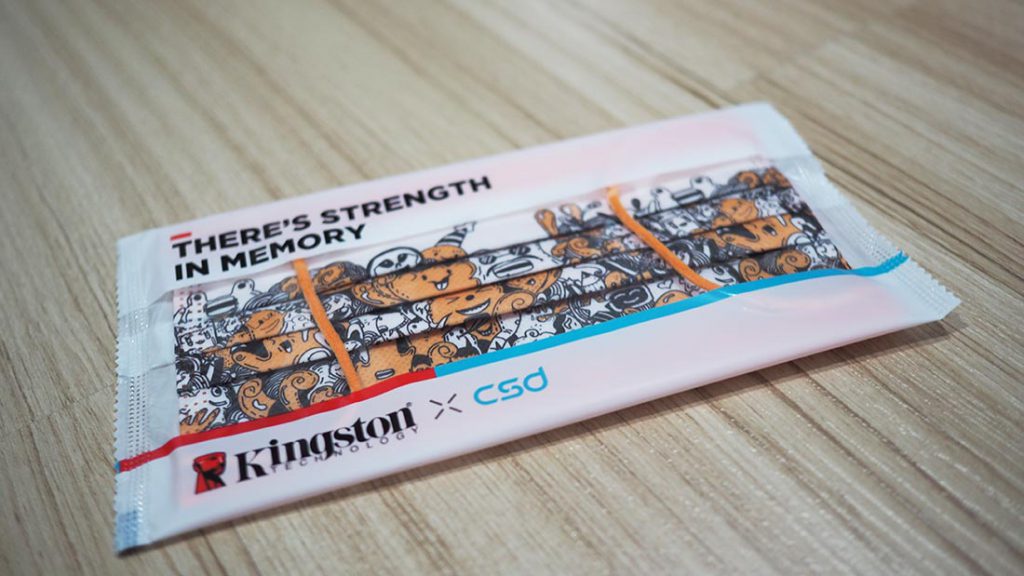 THERE'S STRENGTH
IN MEMORY
Kingston® X csd
TECHNOLOGY